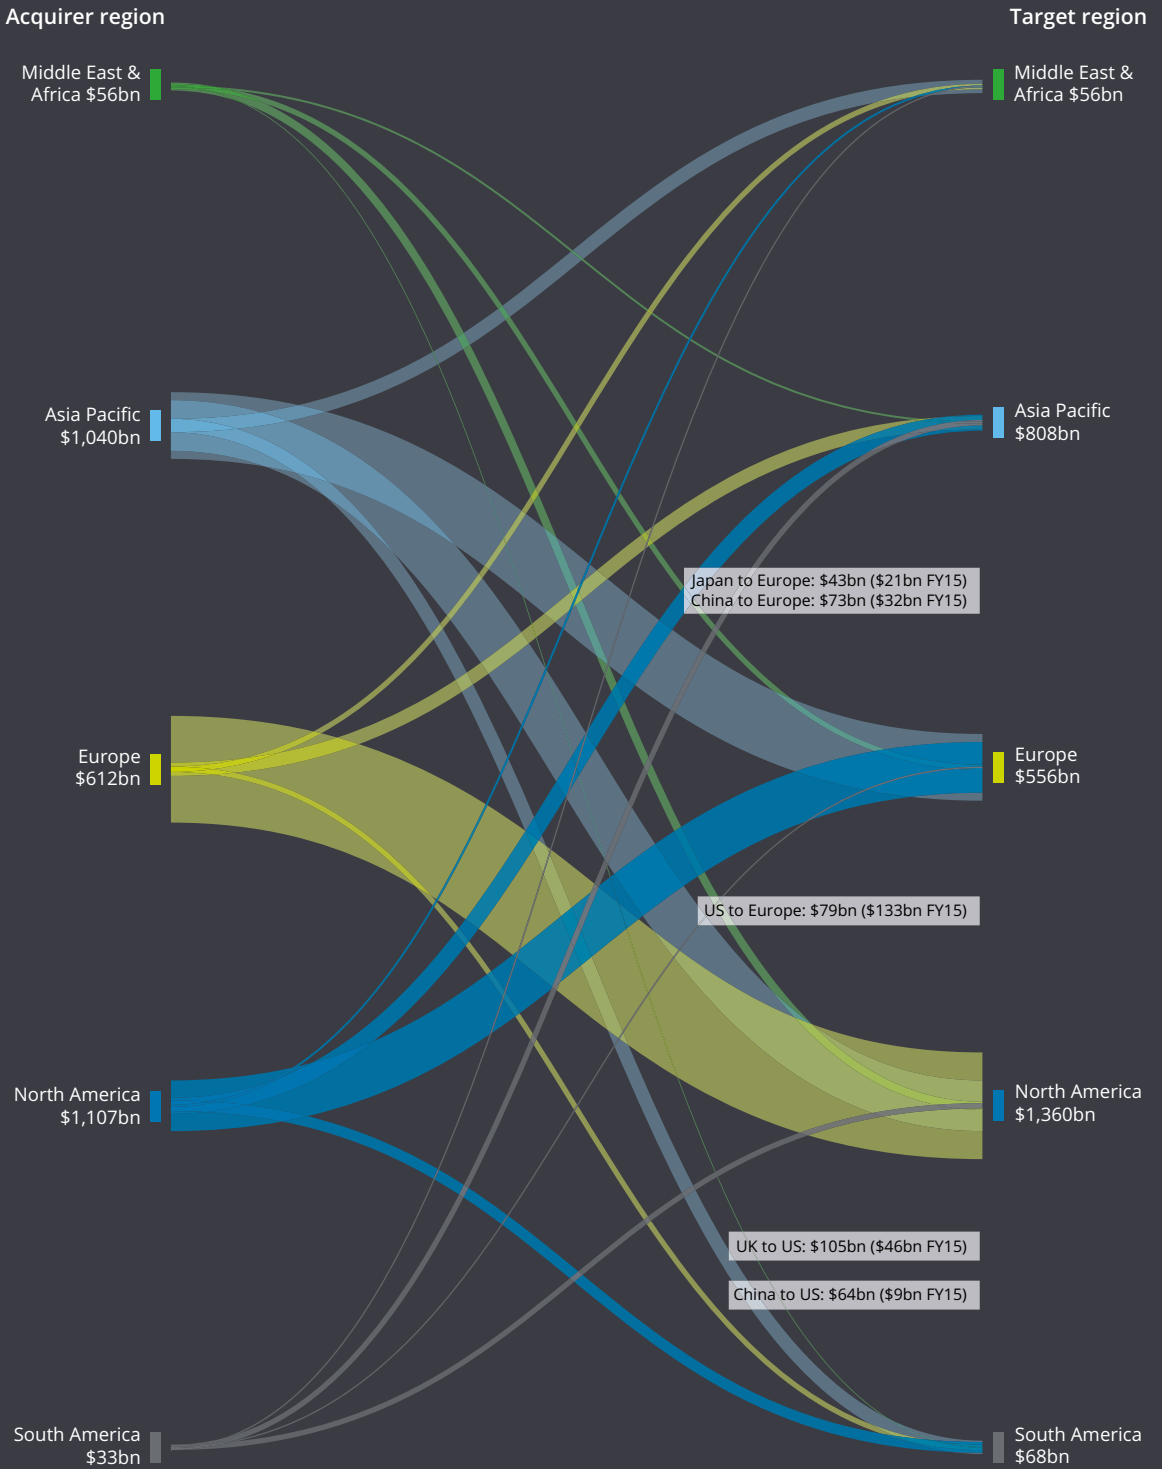 Acquirer region
Target region
Middle East &
Africa $56bn
Middle East &
Africa $56bn
Asia Pacific
$1,040bn
Asia Pacific
$808bn
Japan to Europe: $43bn ($21bn FY15)
China to Europe: $73bn ($32bn FY15)
Europe
$612bn
Europe
$556bn
US to Europe: $79bn ($133bn FY15)
North America
$1,107bn
North America
$1,360bn
UK to US: $105bn ($46bn FY15)
China to US: $64bn ($9bn FY15)
South America
$33bn
South America
$68bn